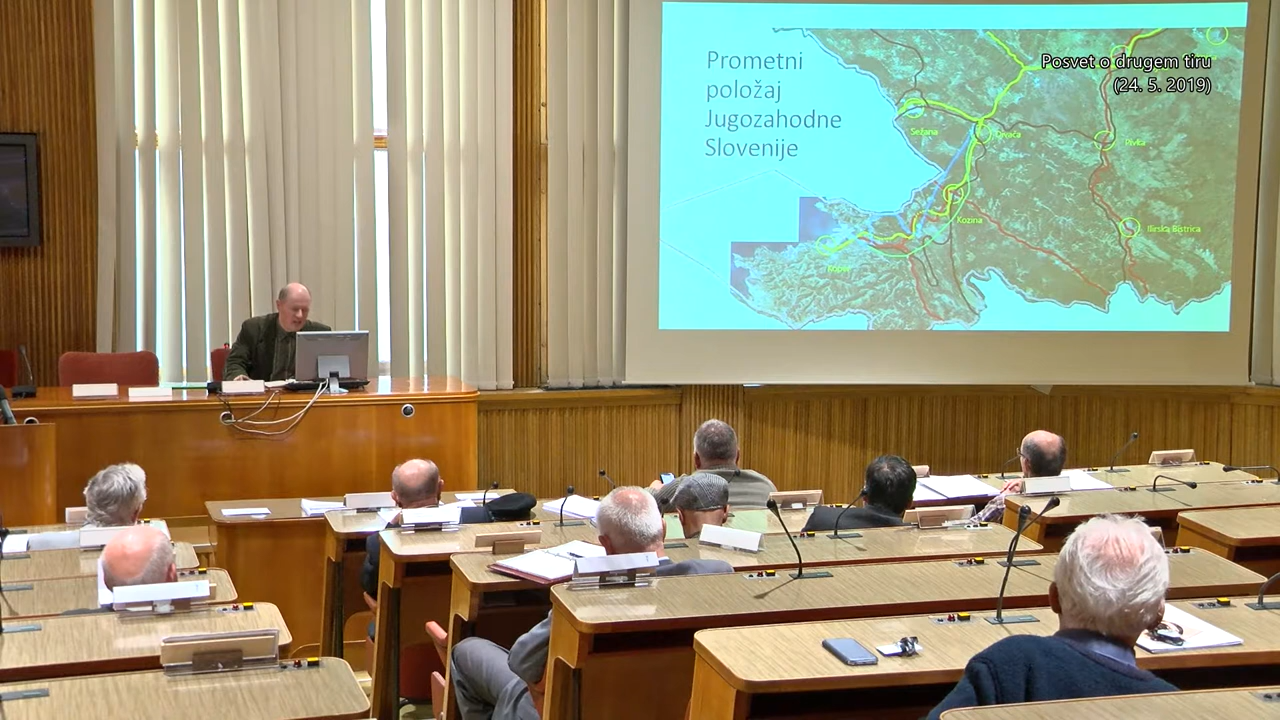 Prometni
položaj
Jugozahodne
Slovenije
Posvet o drugem tiru
(24. 5. 2019)
Sežana
Divača
Pivka
Kozina
Ilirska Bistrica
Koper